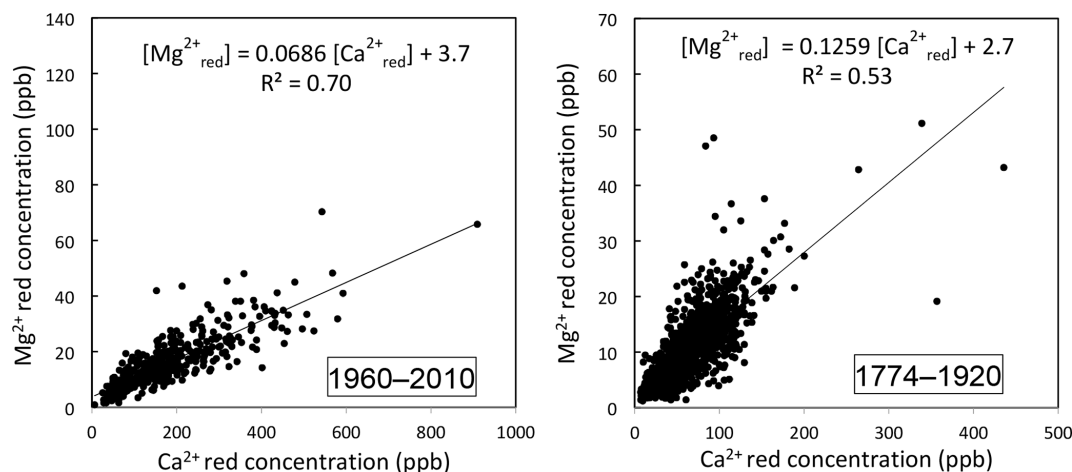 [Mg²⁺red] = 0.0686 [Ca²⁺red] + 3.7
R² = 0.70
140
120
100
80
60
40
20
0
0 200 400 600 800 1000
Mg²⁺ red concentration (ppb)
Ca²⁺ red concentration (ppb)
1960–2010
[Mg²⁺red] = 0.1259 [Ca²⁺red] + 2.7
R² = 0.53
70
60
50
40
30
20
10
0
0 100 200 300 400 500
Mg²⁺ red concentration (ppb)
Ca²⁺ red concentration (ppb)
1774–1920